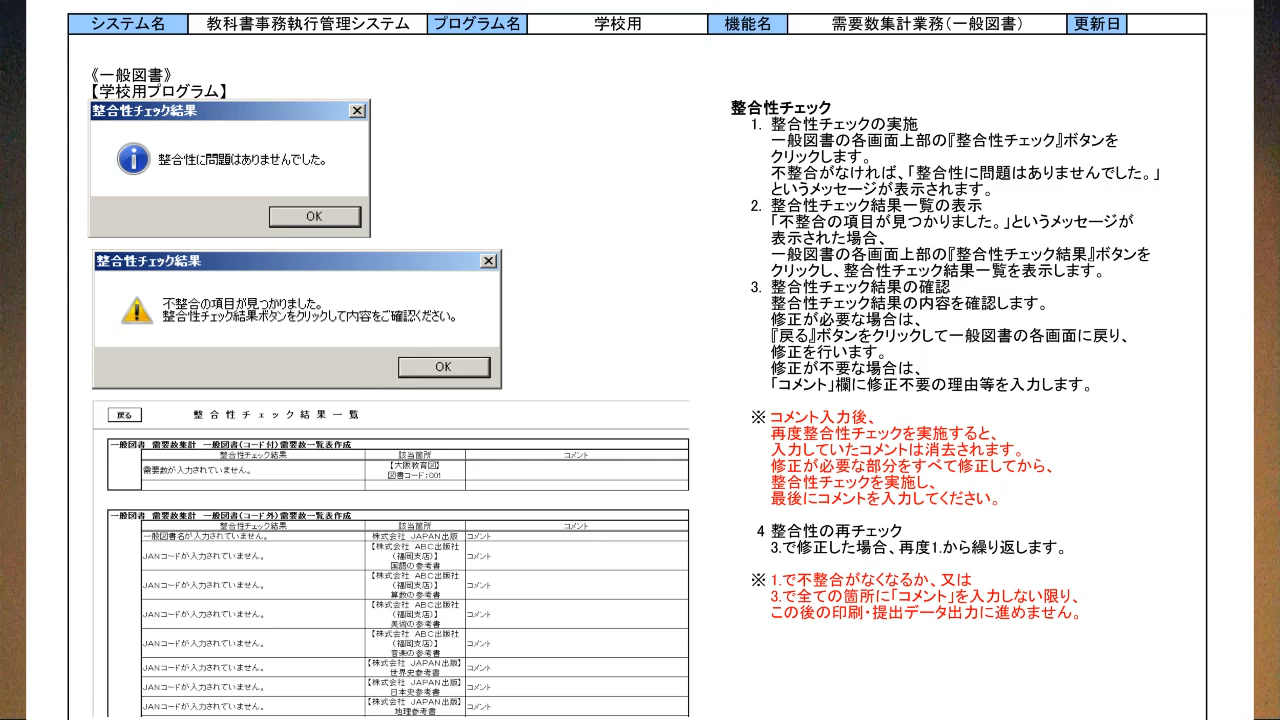 システム名 教科書事務執行管理システム プログラム名 学校用 機能名 需要数集計業務(一般図書) 更新日
《一般図書》
【学校用プログラム】
整合性チェック結果
整合性に問題はありませんでした。
OK
整合性チェック結果
不整合の項目が見つかりました。
整合性チェック結果ボタンをクリックして内容をご確認ください。
OK
戻る 整合性チェック結果一覧
一般図書 需要数集計 一般図書(コード付)需要数一覧表作成
整合性チェック結果 該当箇所 コメント
需要数が入力されていません。 【大阪教育図】
図書コード:001
一般図書 需要数集計 一般図書(コード外)需要数一覧表作成
整合性チェック結果 該当箇所 コメント
一般図書名が入力されていません。 株式会社 JAPAN出版 コメント
JANコードが入力されていません。 【株式会社 ABC出版社
(福岡支店)】
国語の参考書 コメント
JANコードが入力されていません。 【株式会社 ABC出版社
(福岡支店)】
算数の参考書 コメント
JANコードが入力されていません。 【株式会社 ABC出版社
(福岡支店)】
美術の参考書 コメント
JANコードが入力されていません。 【株式会社 ABC出版社
(福岡支店)】
音楽の参考書 コメント
JANコードが入力されていません。 【株式会社 JAPAN出版】
世界史参考書 コメント
JANコードが入力されていません。 【株式会社 JAPAN出版】
日本史参考書 コメント
JANコードが入力されていません。 【株式会社 JAPAN出版】
地理参考書 コメント
整合性チェック
1. 整合性チェックの実施
一般図書の各画面上部の『整合性チェック』ボタンを
クリックします。
不整合がなければ、「整合性に問題はありませんでした。」
というメッセージが表示されます。
2. 整合性チェック結果一覧の表示
「不整合の項目が見つかりました。」というメッセージが
表示された場合、
一般図書の各画面上部の『整合性チェック結果』ボタンを
クリックし、整合性チェック結果一覧を表示します。
3. 整合性チェック結果の確認
整合性チェック結果の内容を確認します。
修正が必要な場合は、
『戻る』ボタンをクリックして一般図書の各画面に戻り、
修正を行います。
修正が不要な場合は、
「コメント」欄に修正不要の理由等を入力します。
※ コメント入力後、
再度整合性チェックを実施すると、
入力していたコメントは消去されます。
修正が必要な部分をすべて修正してから、
整合性チェックを実施し、
最後にコメントを入力してください。
4 整合性の再チェック
3.で修正した場合、再度1.から繰り返します。
※ 1.で不整合がなくなるか、又は
3.で全ての箇所に「コメント」を入力しない限り、
この後の印刷・提出データ出力に進めません。